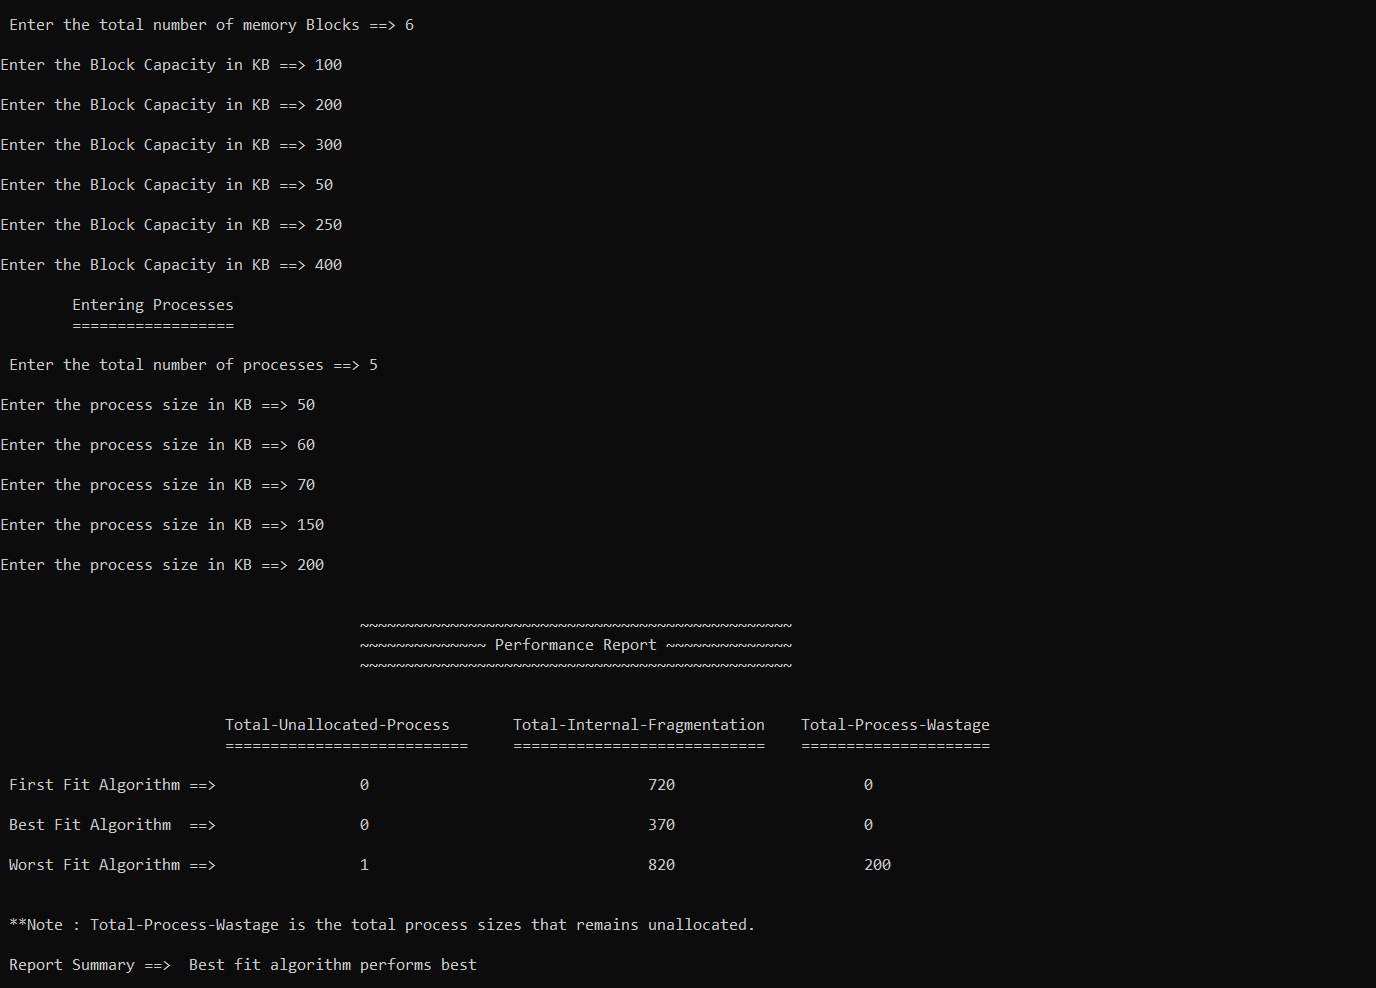 Enter the total number of memory Blocks ==> 6
Enter the Block Capacity in KB ==> 100
Enter the Block Capacity in KB ==> 200
Enter the Block Capacity in KB ==> 300
Enter the Block Capacity in KB ==> 50
Enter the Block Capacity in KB ==> 250
Enter the Block Capacity in KB ==> 400
Entering Processes
==================
Enter the total number of processes ==> 5
Enter the process size in KB ==> 50
Enter the process size in KB ==> 60
Enter the process size in KB ==> 70
Enter the process size in KB ==> 150
Enter the process size in KB ==> 200
~~~~~~~~~~~~~~~~~~~~~~~~~~~~~~~~~~~~~~~~~~~~~~~~
~~~~~~~~~~~~~~ Performance Report ~~~~~~~~~~~~~~
~~~~~~~~~~~~~~~~~~~~~~~~~~~~~~~~~~~~~~~~~~~~~~~~
Total-Unallocated-Process Total-Internal-Fragmentation Total-Process-Wastage
=========================== ============================ =====================
First Fit Algorithm ==> 0 720 0
Best Fit Algorithm ==> 0 370 0
Worst Fit Algorithm ==> 1 820 200
**Note : Total-Process-Wastage is the total process sizes that remains unallocated.
Report Summary ==> Best fit algorithm performs best